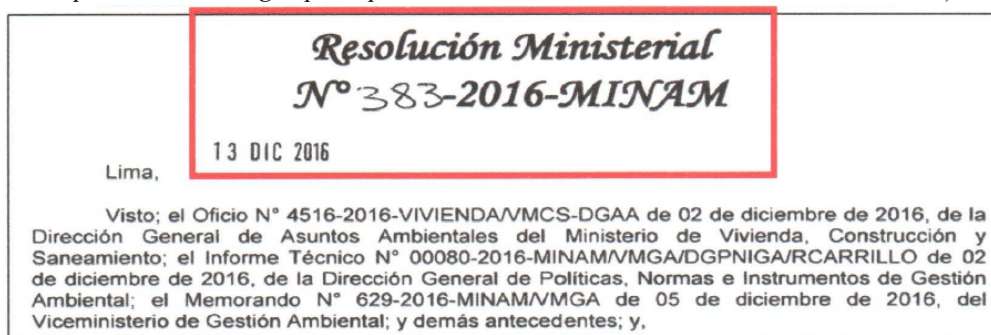 Resolución Ministerial
N° 383-2016-MINAM
13 DIC 2016
Lima,
Visto; el Oficio N° 4516-2016-VIVIENDA/VMCS-DGAA de 02 de diciembre de 2016, de la
Dirección General de Asuntos Ambientales del Ministerio de Vivienda, Construcción y
Saneamiento; el Informe Técnico N° 00080-2016-MINAM/VMGA/DGPNIGA/RCARRILLO de 02
de diciembre de 2016, de la Dirección General de Políticas, Normas e Instrumentos de Gestión
Ambiental; el Memorando N° 629-2016-MINAM/VMGA de 05 de diciembre de 2016, del
Viceministerio de Gestión Ambiental; y demás antecedentes; y,